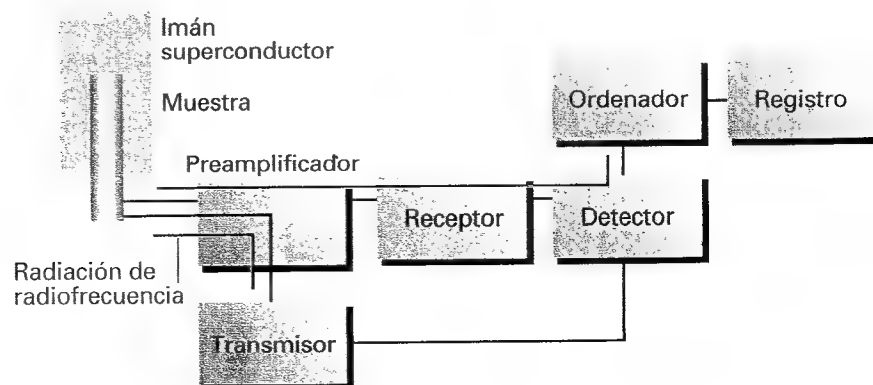 Imán
superconductor
Muestra
Preamplificador
Ordenador
Registro
Receptor
Detector
Radiación de
radiofrecuencia
Transmisor